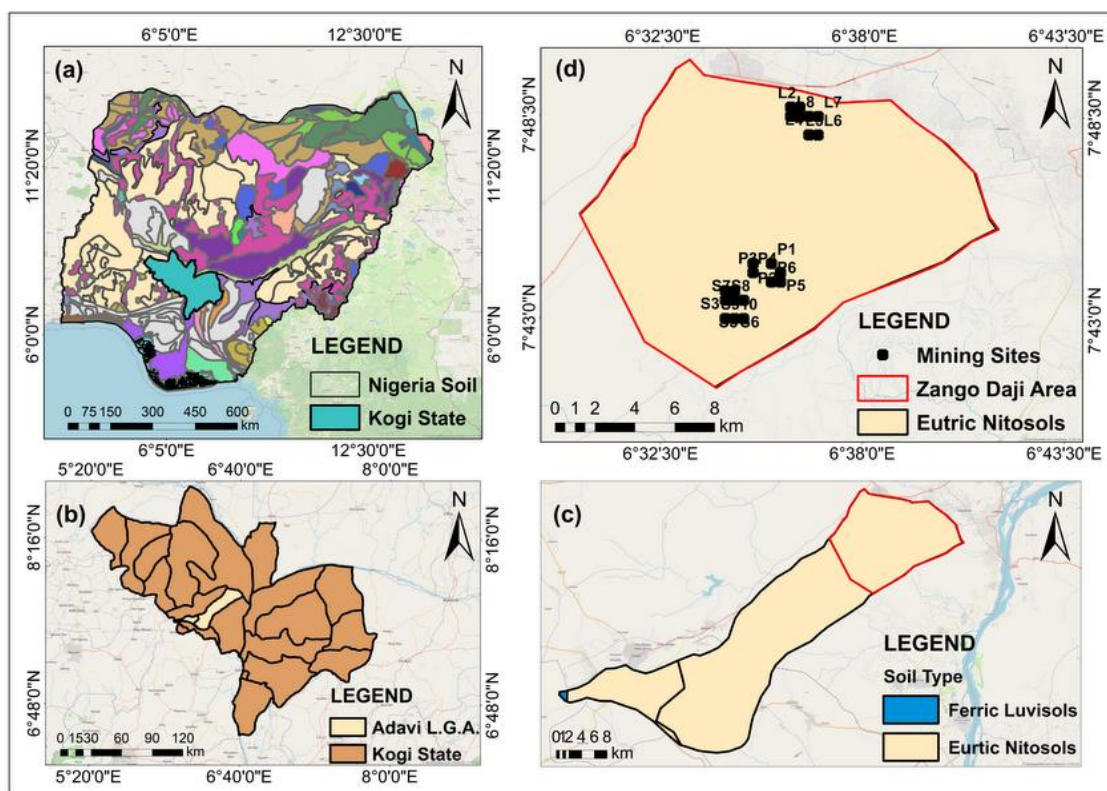 6°5'0"E 12°30'0"E
(a)
N
11°20'0"N
6°0'0"N
11°20'0"N
6°0'0"N
LEGEND
Nigeria Soil
Kogi State
0 75 150 300 450 600
km
6°5'0"E 12°30'0"E
6°32'30"E 6°38'0"E 6°43'30"E
(d)
N
7°48'30"N
7°43'0"N
7°48'30"N
7°43'0"N
L2 L8 L7
L6
P1
P6
P5
S7S8
LEGEND
Mining Sites
Zango Daji Area
Eutric Nitosols
0 1 2 4 6 8
km
6°32'30"E 6°38'0"E 6°43'30"E
5°20'0"E 6°40'0"E 8°0'0"E
(b)
N
8°16'0"N
6°48'0"N
8°16'0"N
6°48'0"N
LEGEND
Adavi L.G.A.
Kogi State
0 1530 60 90 120
km
5°20'0"E 6°40'0"E 8°0'0"E
(c)
N
LEGEND
Soil Type
Ferric Luvisols
Eurtic Nitosols
012 4 6 8
km